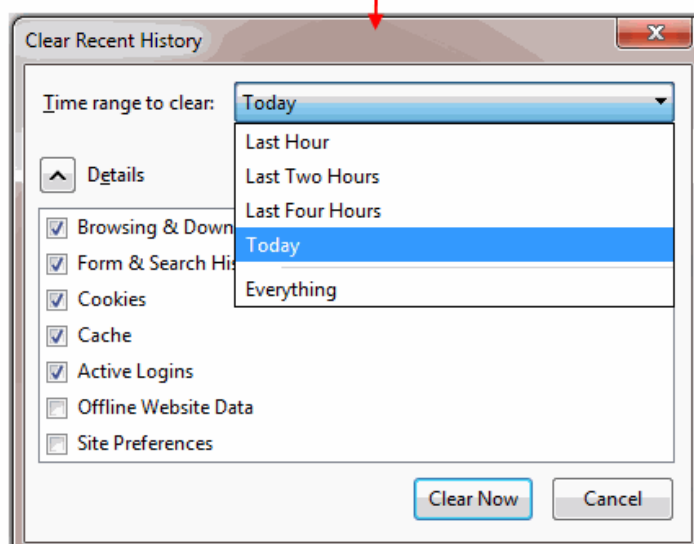 Clear Recent History
Time range to clear: Today
Last Hour
Last Two Hours
Last Four Hours
Today
Everything
Details
Browsing & Down
Form & Search His
Cookies
Cache
Active Logins
Offline Website Data
Site Preferences
Clear Now Cancel